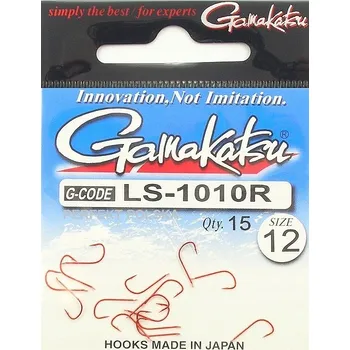 simply the best / for experts
Gamakatsu
Innovation, Not Imitation.
Gamakatsu®
G-CODE LS-1010R
Qty. 15
SIZE
12
HOOKS MADE IN JAPAN